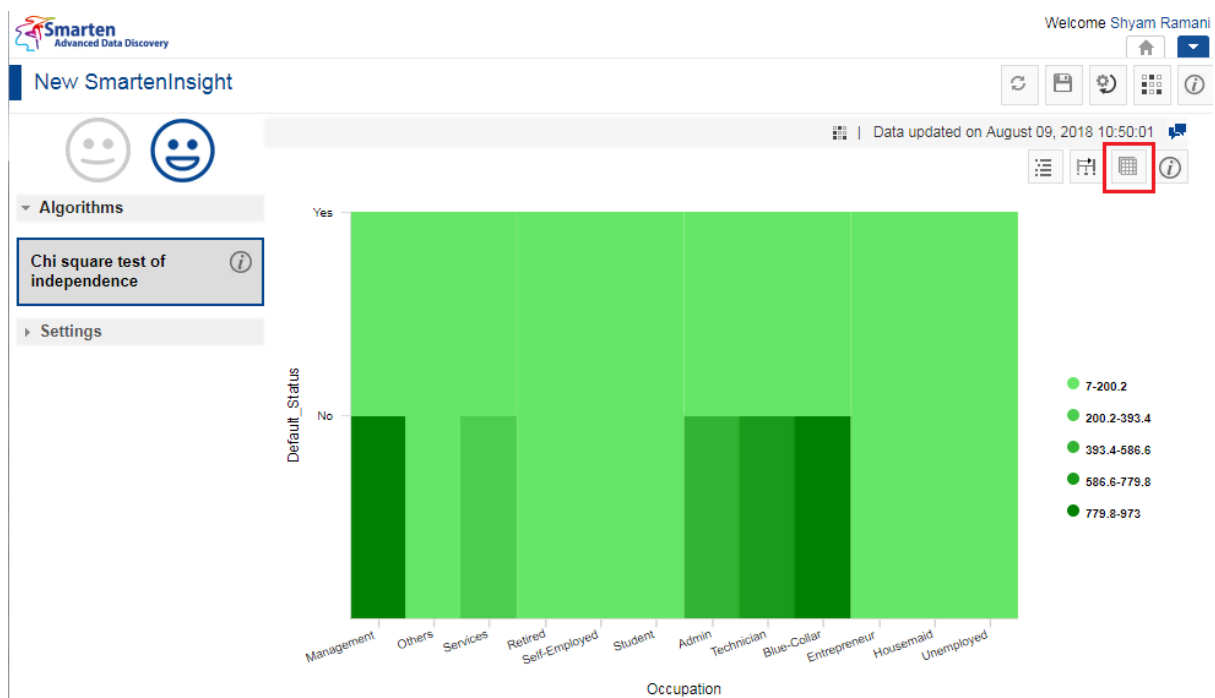 Smarten
Advanced Data Discovery
Welcome Shyam Ramani
New SmartenInsight
| Data updated on August 09, 2018 10:50:01
Algorithms
Chi square test of
independence
Settings
Yes
No
Default_Status
7-200.2
200.2-393.4
393.4-586.6
586.6-779.8
779.8-973
Management Others Services Retired Self-Employed Student Admin Technician Blue-Collar Entrepreneur Housemaid Unemployed
Occupation